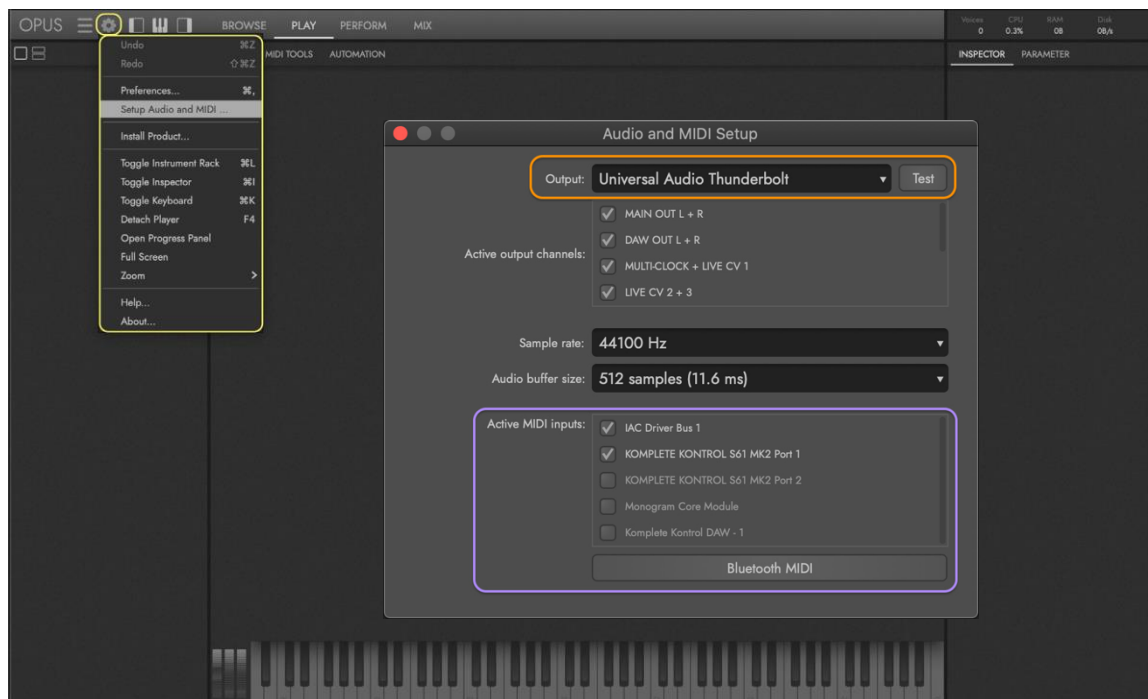 OPUS BROWSE PLAY PERFORM MIX
Voices CPU RAM Disk
0 0.3% 0B 0B/s
MIDI TOOLS AUTOMATION
INSPECTOR PARAMETER
Undo ⌘Z
Redo ⇧⌘Z
Preferences... ⌘,
Setup Audio and MIDI ...
Install Product...
Toggle Instrument Rack ⌘L
Toggle Inspector ⌘I
Toggle Keyboard ⌘K
Detach Player F4
Open Progress Panel
Full Screen
Zoom
Help...
About...
Audio and MIDI Setup
Output: Universal Audio Thunderbolt Test
Active output channels:
MAIN OUT L + R
DAW OUT L + R
MULTI-CLOCK + LIVE CV 1
LIVE CV 2 + 3
Sample rate: 44100 Hz
Audio buffer size: 512 samples (11.6 ms)
Active MIDI inputs: IAC Driver Bus 1
KOMPLETE KONTROL S61 MK2 Port 1
KOMPLETE KONTROL S61 MK2 Port 2
Monogram Core Module
Komplete Kontrol DAW - 1
Bluetooth MIDI